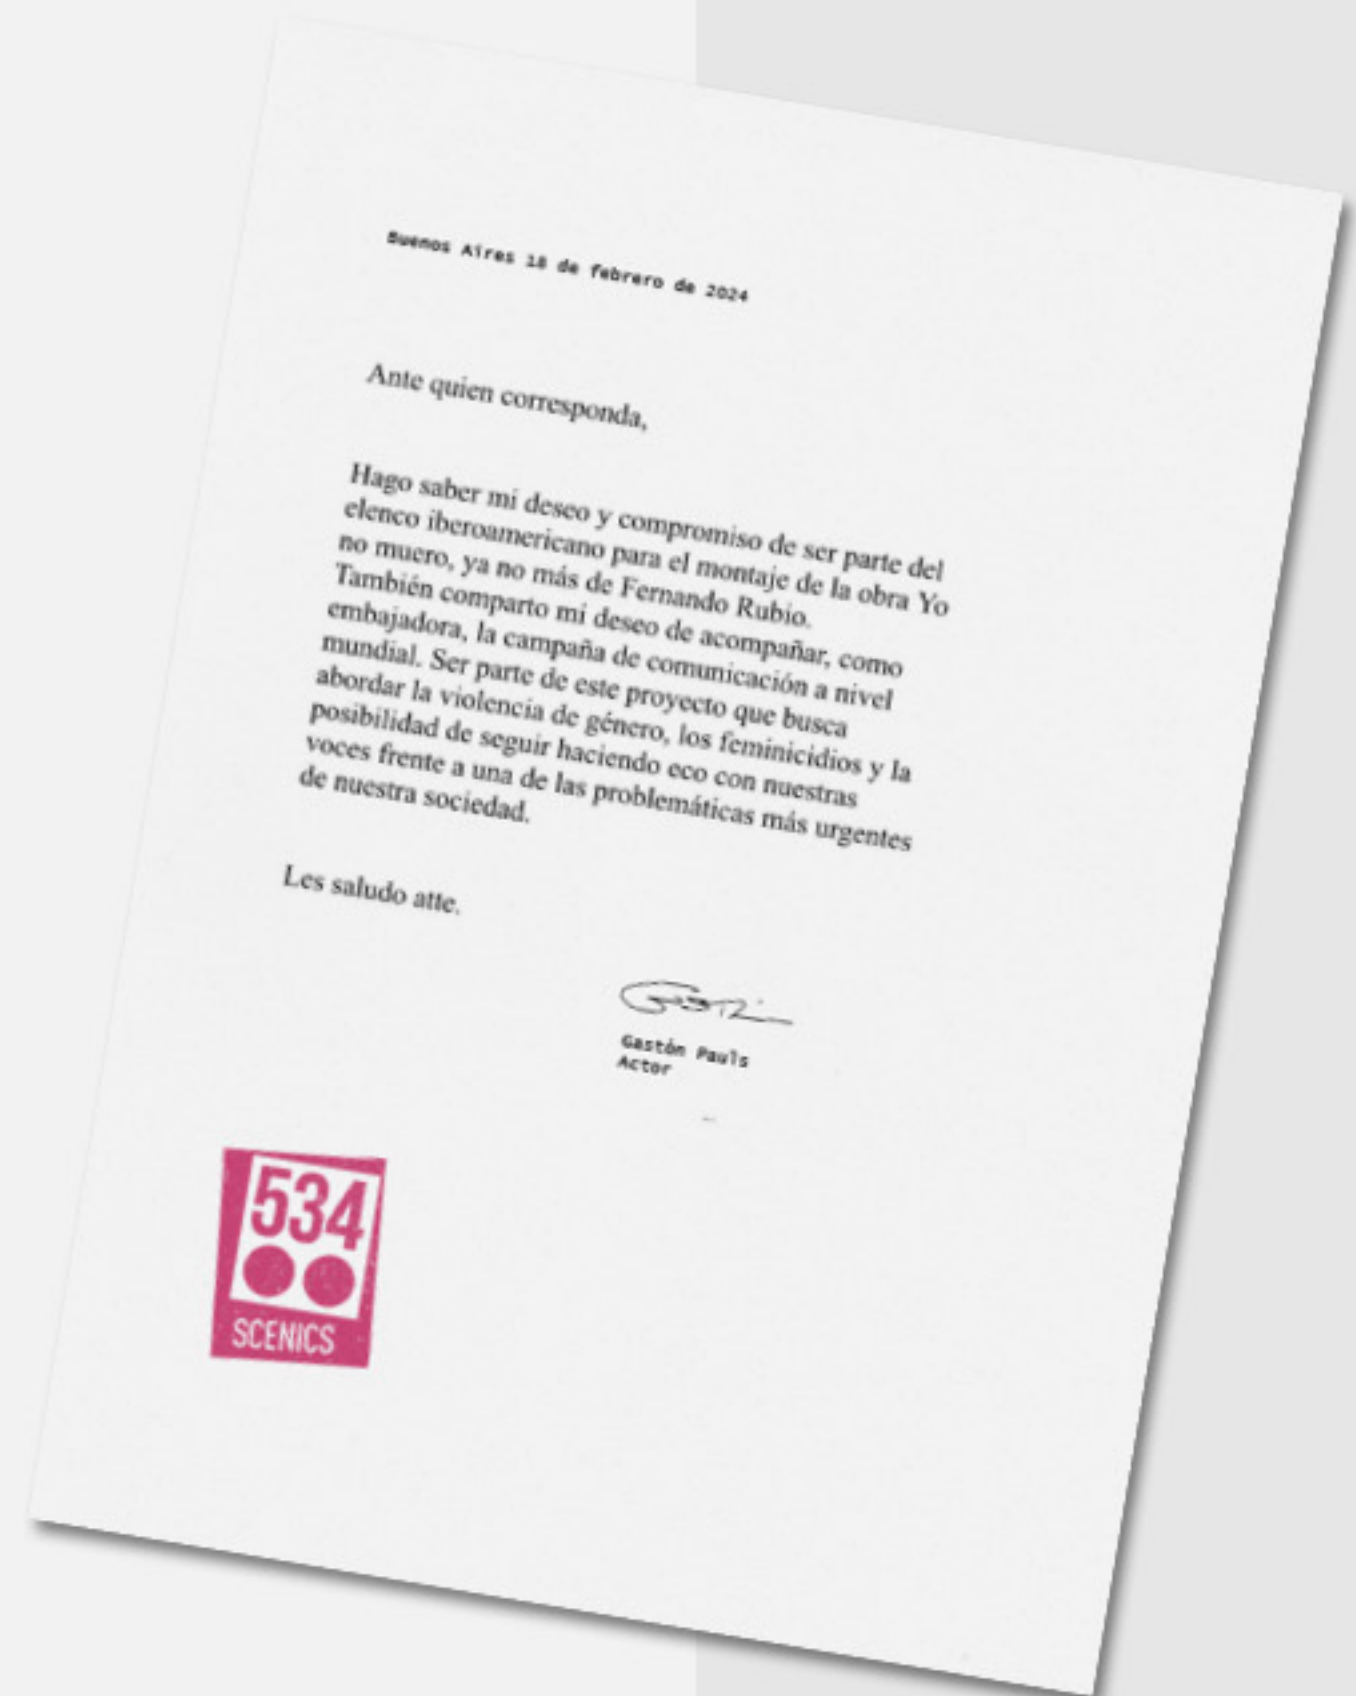 Buenos Aires 18 de febrero de 2024
Ante quien corresponda,
Hago saber mi deseo y compromiso de ser parte del
elenco iberoamericano para el montaje de la obra Yo
no muero, ya no más de Fernando Rubio.
También comparto mi deseo de acompañar, como
embajadora, la campaña de comunicación a nivel
mundial. Ser parte de este proyecto que busca
abordar la violencia de género, los feminicidios y la
posibilidad de seguir haciendo eco con nuestras
voces frente a una de las problemáticas más urgentes
de nuestra sociedad.
Les saludo atte.
Gastón Pauls
Actor
534
SCENICS